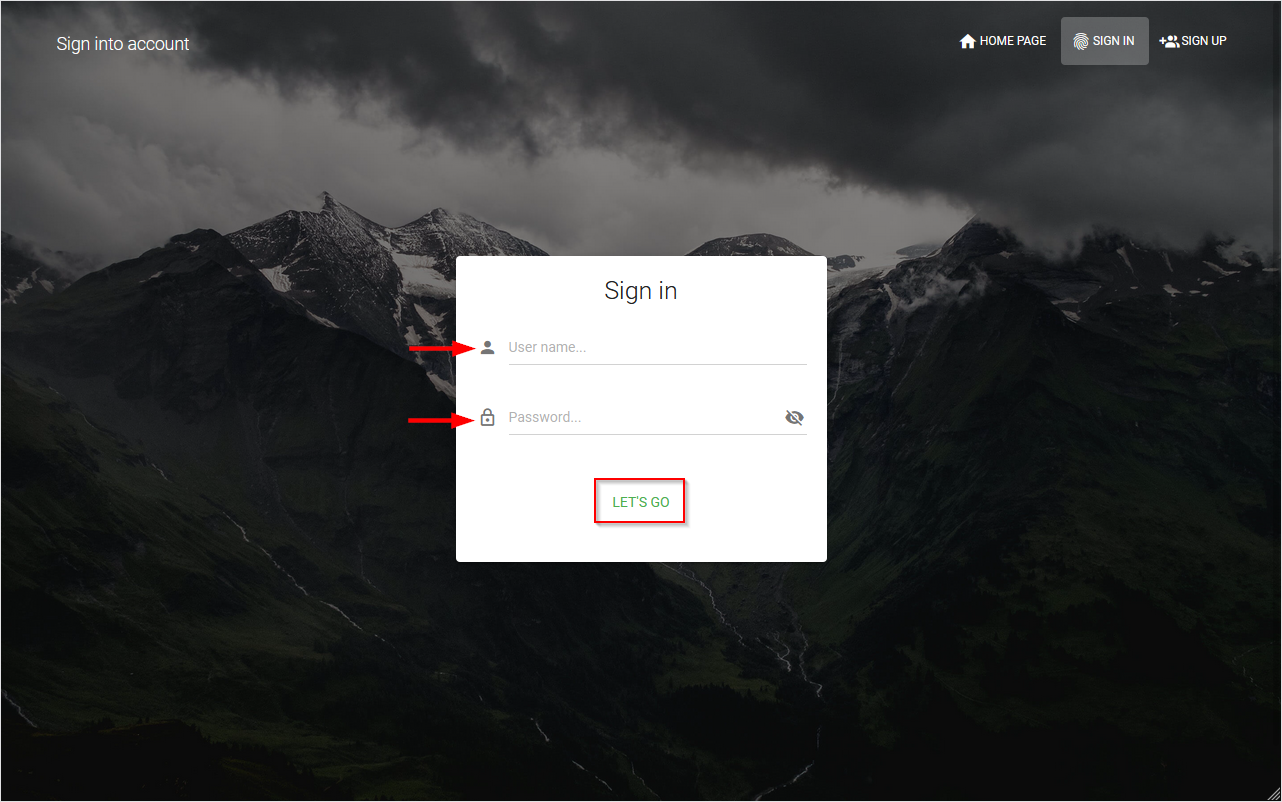 Sign into account
HOME PAGE
SIGN IN
SIGN UP
Sign in
User name...
Password...
LET'S GO